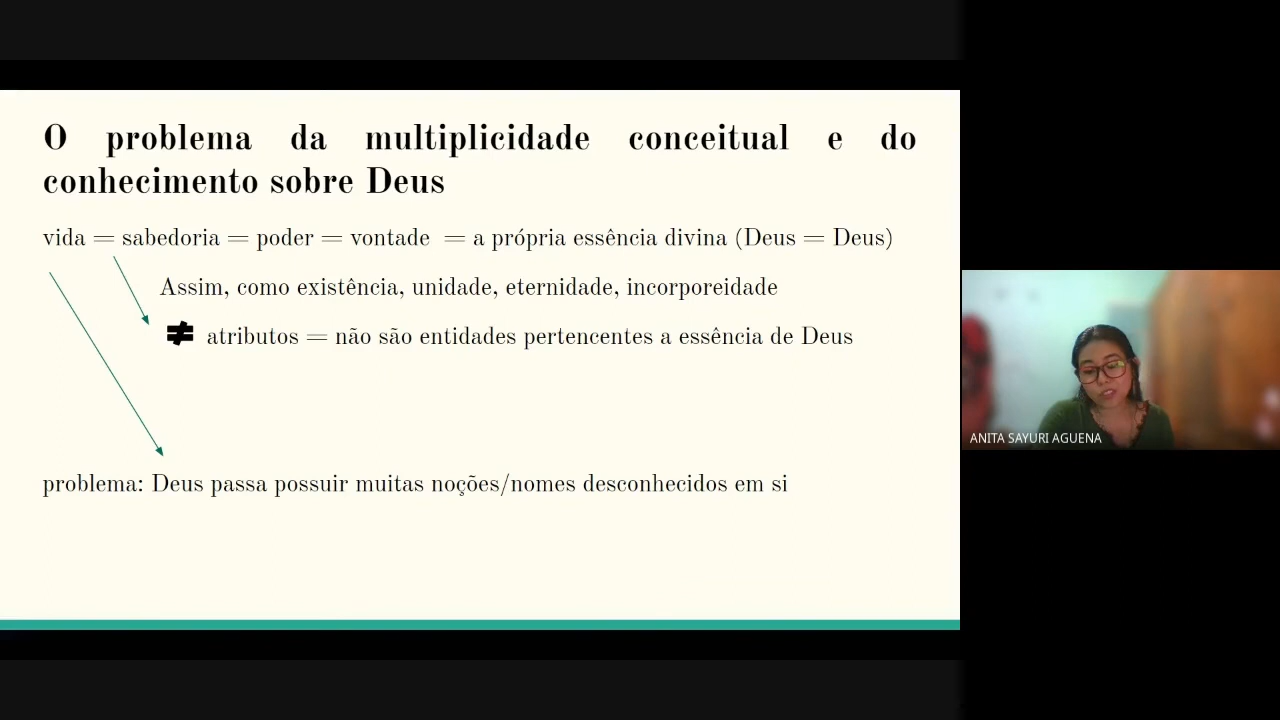 O problema da multiplicidade conceitual e do
conhecimento sobre Deus
vida = sabedoria = poder = vontade = a própria essência divina (Deus = Deus)
Assim, como existência, unidade, eternidade, incorporeidade
≠ atributos = não são entidades pertencentes a essência de Deus
problema: Deus passa possuir muitas noções/nomes desconhecidos em si
ANITA SAYURI AGUENA